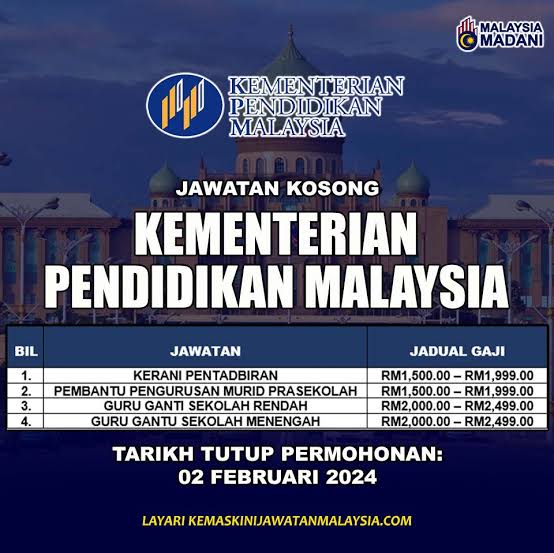 MALAYSIA
MADANI
KEMENTERIAN
PENDIDIKAN
MALAYSIA
JAWATAN KOSONG
KEMENTERIAN
PENDIDIKAN MALAYSIA
BIL JAWATAN JADUAL GAJI
1. KERANI PENTADBIRAN RM1,500.00 – RM1,999.00
2. PEMBANTU PENGURUSAN MURID PRASEKOLAH RM1,500.00 – RM1,999.00
3. GURU GANTI SEKOLAH RENDAH RM2,000.00 – RM2,499.00
4. GURU GANTU SEKOLAH MENENGAH RM2,000.00 – RM2,499.00
TARIKH TUTUP PERMOHONAN:
02 FEBRUARI 2024
LAYARI KEMASKINIJAWATANMALAYSIA.COM